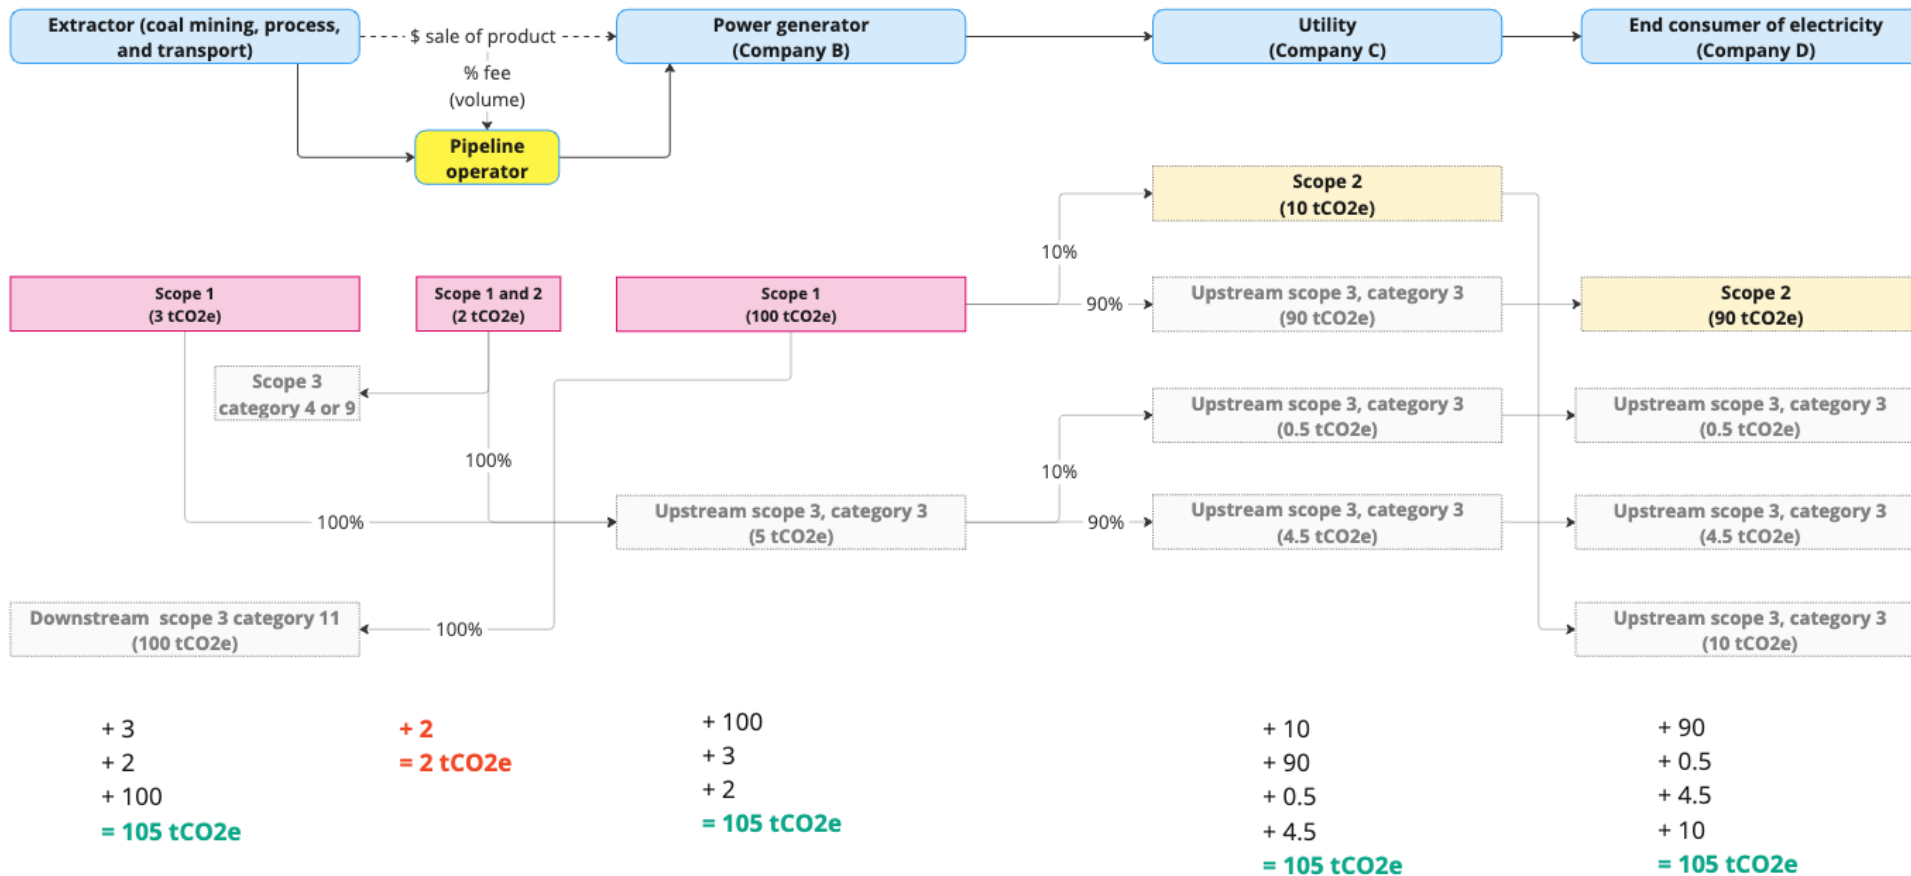 Extractor (coal mining, process,
and transport)
$ sale of product
Power generator
(Company B)
Utility
(Company C)
End consumer of electricity
(Company D)
% fee
(volume)
Pipeline
operator
Scope 2
(10 tCO2e)
10%
Scope 1
(3 tCO2e)
Scope 1 and 2
(2 tCO2e)
Scope 1
(100 tCO2e)
90%
Upstream scope 3, category 3
(90 tCO2e)
Scope 2
(90 tCO2e)
Scope 3
category 4 or 9
Upstream scope 3, category 3
(0.5 tCO2e)
Upstream scope 3, category 3
(0.5 tCO2e)
100%
10%
100%
Upstream scope 3, category 3
(5 tCO2e)
90%
Upstream scope 3, category 3
(4.5 tCO2e)
Upstream scope 3, category 3
(4.5 tCO2e)
Downstream scope 3 category 11
(100 tCO2e)
100%
Upstream scope 3, category 3
(10 tCO2e)
+ 3
+ 2
+ 100
= 105 tCO2e
+ 2
= 2 tCO2e
+ 100
+ 3
+ 2
= 105 tCO2e
+ 10
+ 90
+ 0.5
+ 4.5
= 105 tCO2e
+ 90
+ 0.5
+ 4.5
+ 10
= 105 tCO2e